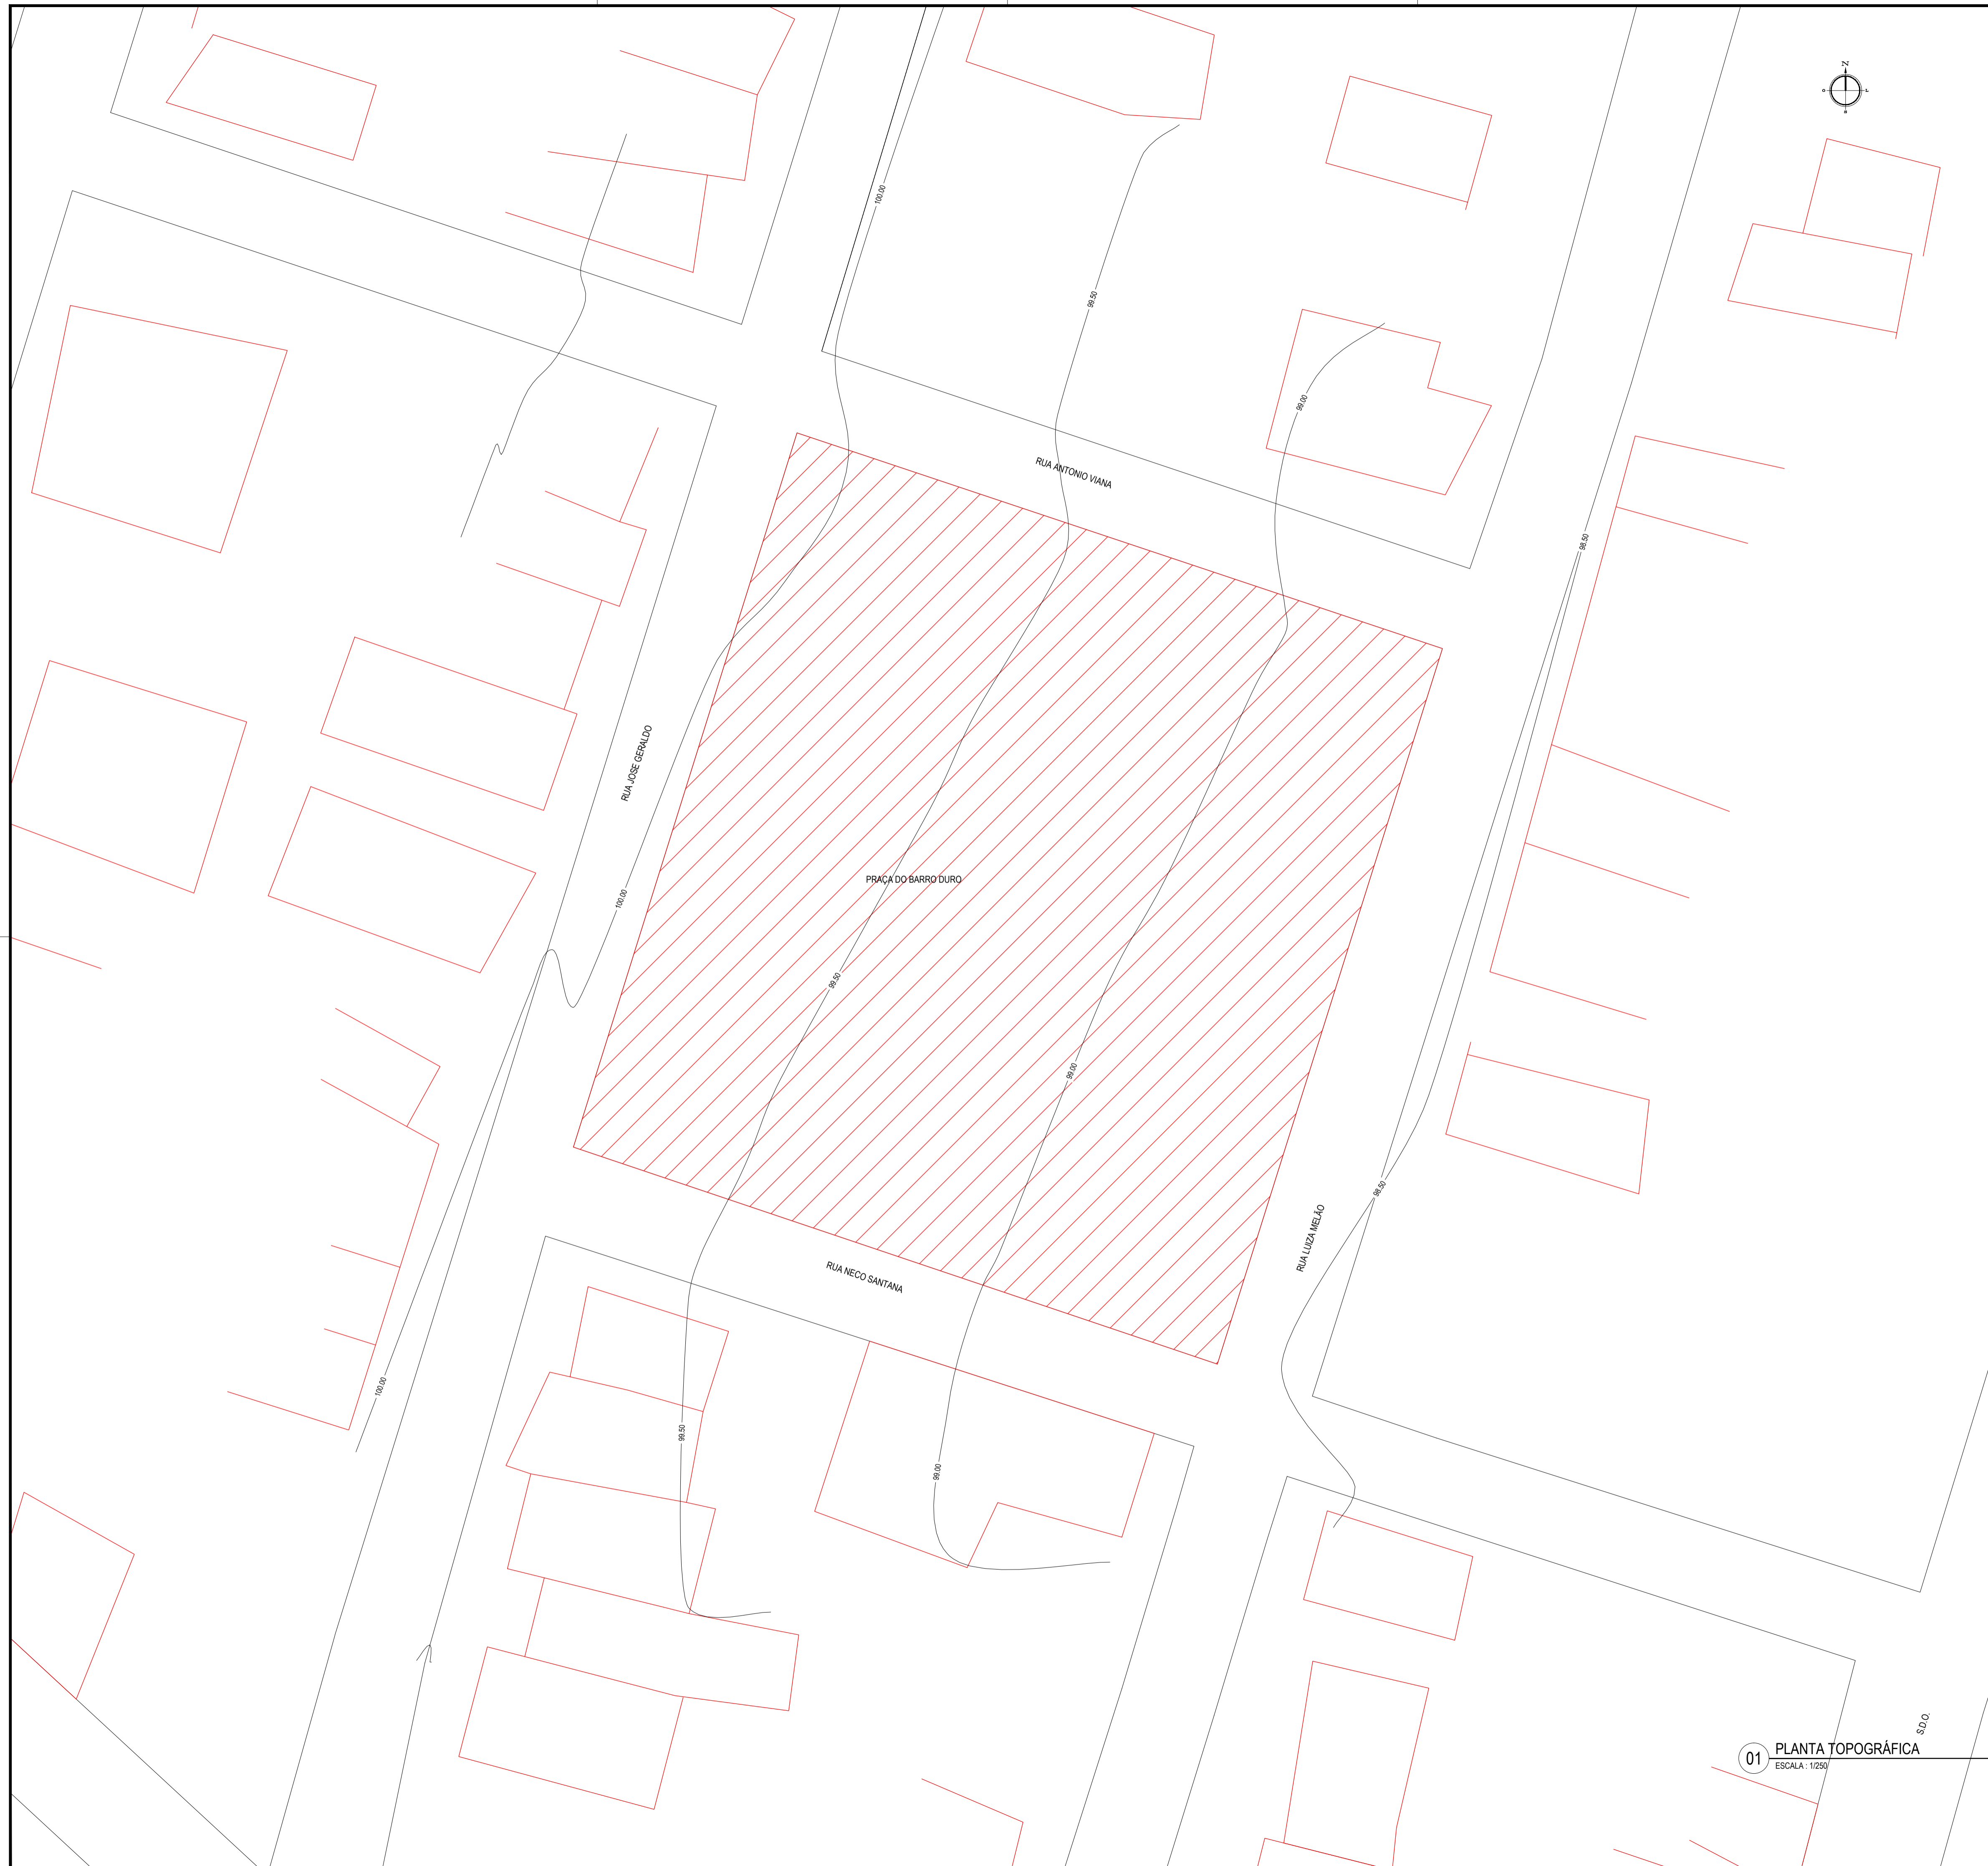 N
O
L
S
100.00
99.50
99.00
RUA ANTONIO VIANA
98.50
RUA JOSE GERALDO
PRAÇA DO BARRO DURO
100.00
99.50
99.00
98.50
RUA LUIZA MELÃO
RUA NECO SANTANA
100.00
99.50
99.00
S.D.O.
01
PLANTA TOPOGRÁFICA
ESCALA : 1/250